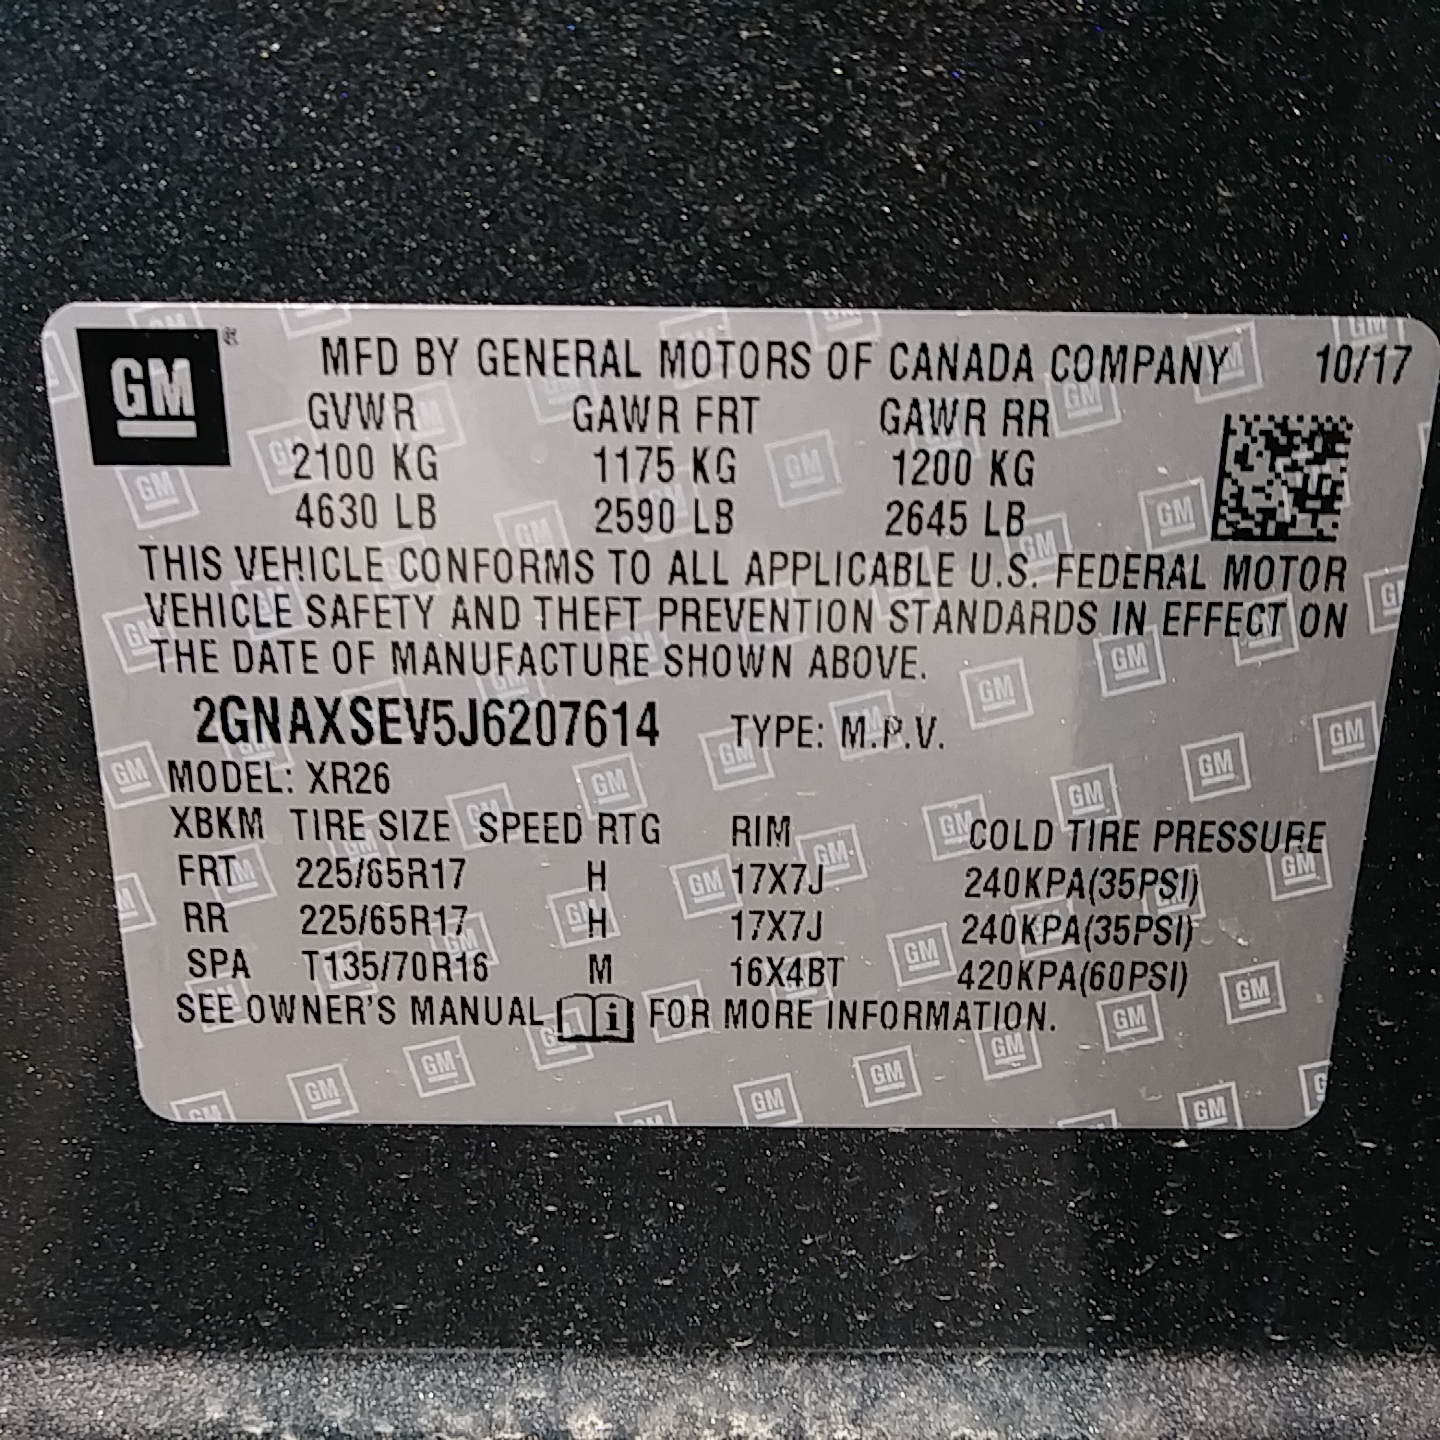 GM ® MFD BY GENERAL MOTORS OF CANADA COMPANY 10/17
GVWR GAWR FRT GAWR RR
2100 KG 1175 KG 1200 KG
4630 LB 2590 LB 2645 LB
THIS VEHICLE CONFORMS TO ALL APPLICABLE U.S. FEDERAL MOTOR
VEHICLE SAFETY AND THEFT PREVENTION STANDARDS IN EFFECT ON
THE DATE OF MANUFACTURE SHOWN ABOVE.
2GNAXSEV5J6207614 TYPE: M.P.V.
MODEL: XR26
XBKM TIRE SIZE SPEED RTG RIM COLD TIRE PRESSURE
FRT 225/65R17 H 17X7J 240KPA(35PSI)
RR 225/65R17 H 17X7J 240KPA(35PSI)
SPA T135/70R16 M 16X4BT 420KPA(60PSI)
SEE OWNER'S MANUAL i FOR MORE INFORMATION.